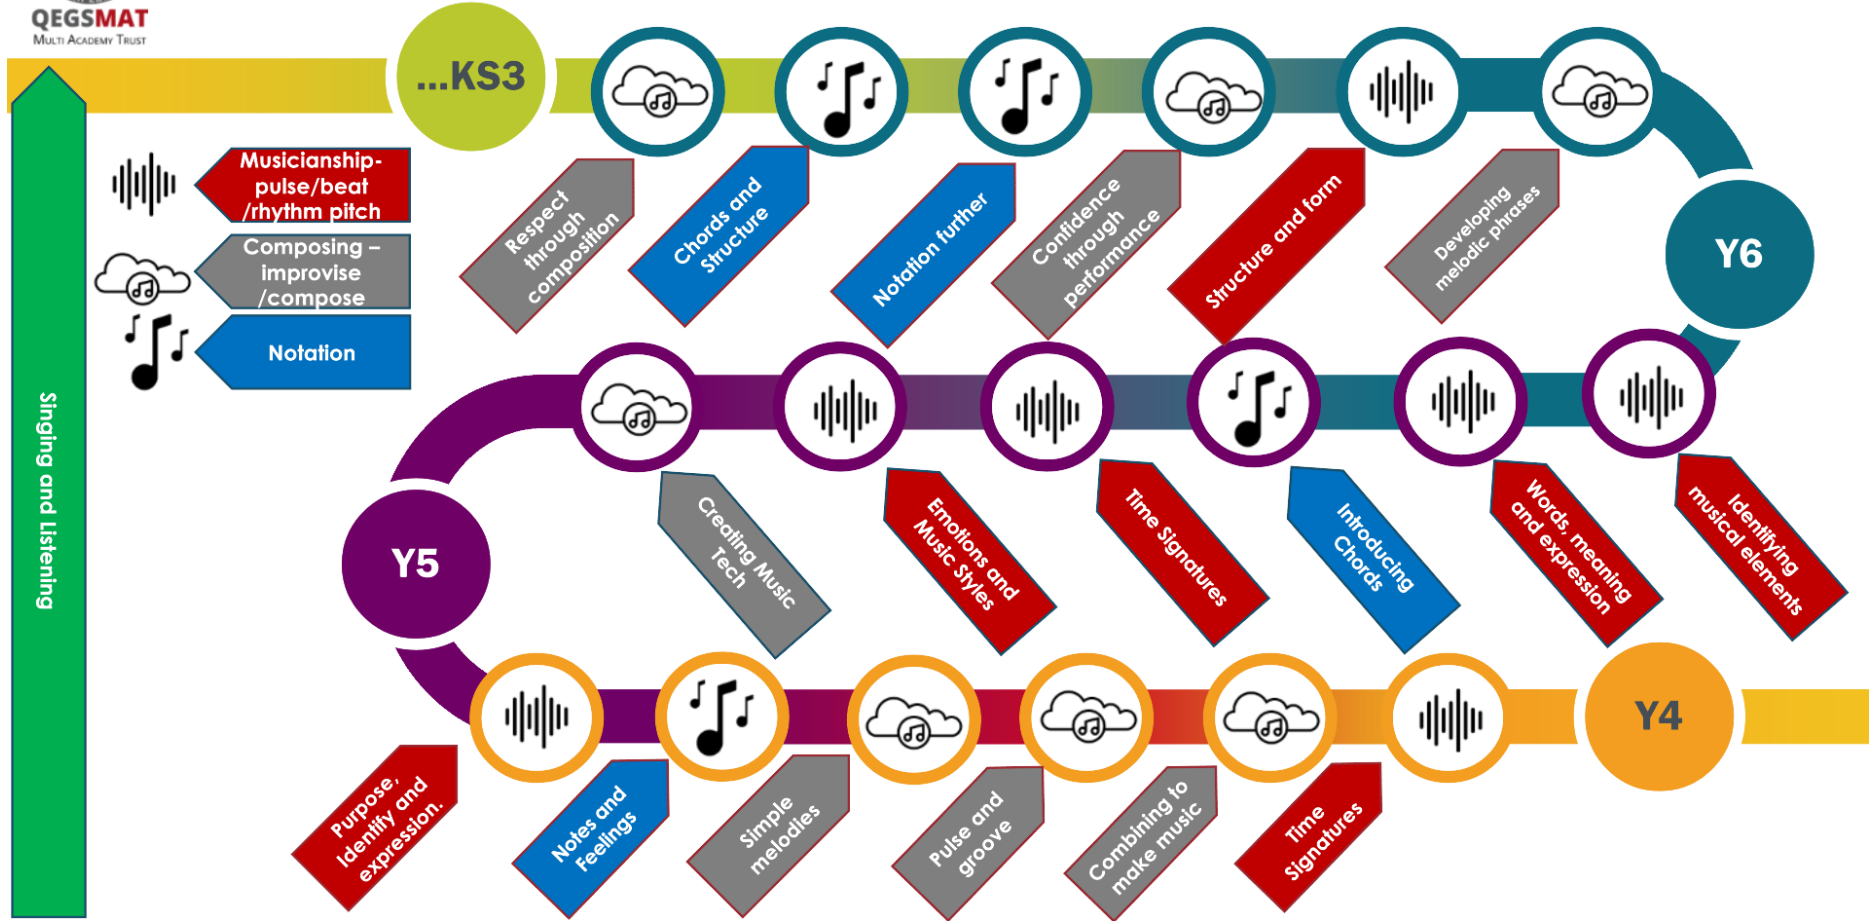 QEGSMAT
MULTI ACADEMY TRUST
...KS3
Musicianship-
pulse/beat
/rhythm pitch
Composing –
improvise
/compose
Notation
Singing and Listening
Respect
through
composition
Chords and
Structure
Notation further
Confidence
through
performance
Structure and form
Developing
melodic phrases
Y6
Creating Music
Tech
Emotions and
Music Styles
Time Signatures
Introducing
Chords
Words, meaning
and expression
Identifying
musical elements
Y5
Y4
Purpose,
Identify and
expression.
Notes and
Feelings
Simple
melodies
Pulse and
groove
Combining to
make music
Time
Signatures